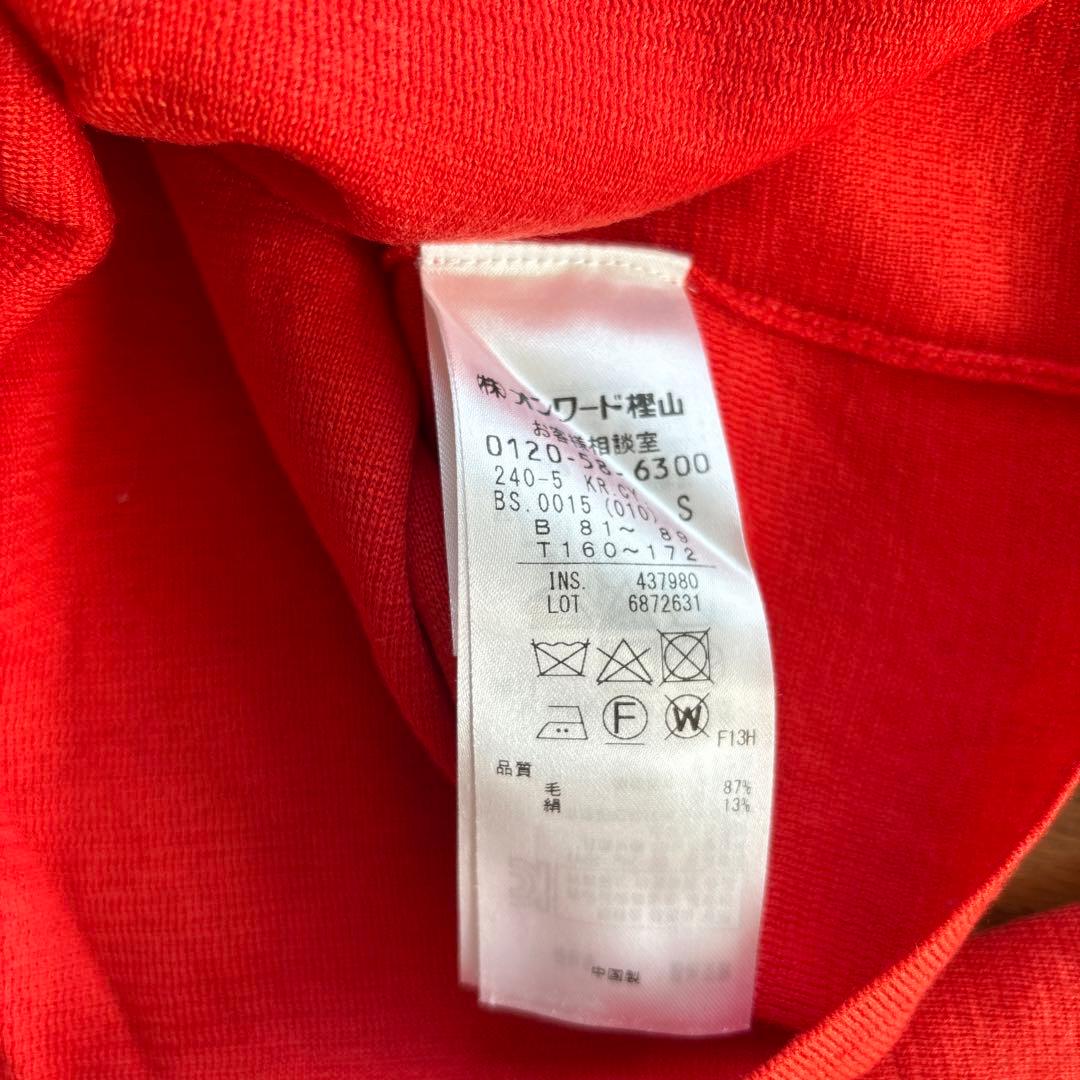 ㈱オンワード樫山
お客様相談室
0120-58-6300
240-5 KR.CY
BS.0015 (010) S
B 81～89
T160～172
INS. 437980
LOT 6872631
F W
F13H
品質
毛 87%
絹 13%
中国製